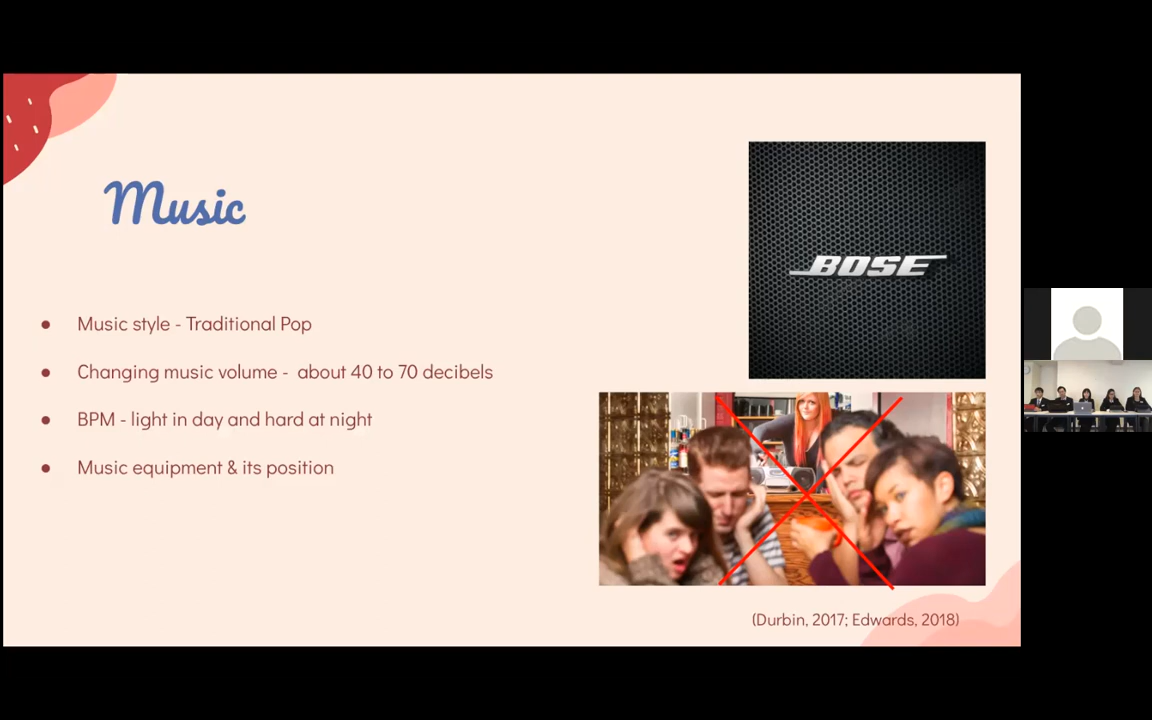 Music
BOSE
● Music style - Traditional Pop
● Changing music volume -  about 40 to 70 decibels
● BPM - light in day and hard at night
● Music equipment & its position
(Durbin, 2017; Edwards, 2018)